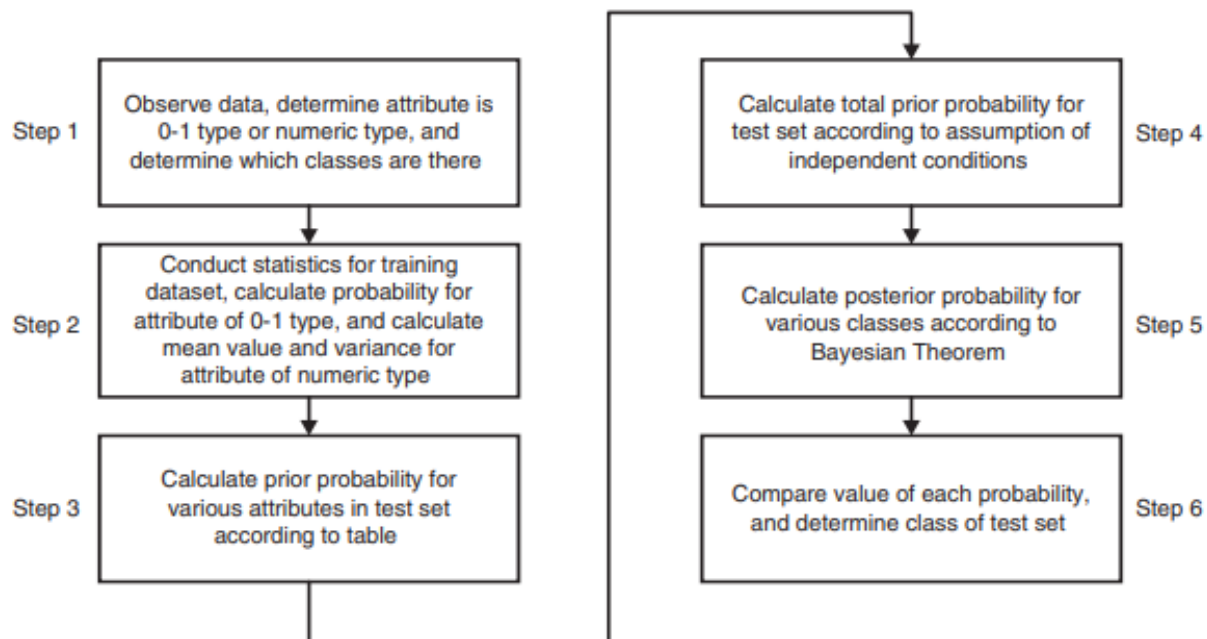 Step 1
Observe data, determine attribute is
0-1 type or numeric type, and
determine which classes are there
Step 2
Conduct statistics for training
dataset, calculate probability for
attribute of 0-1 type, and calculate
mean value and variance for
attribute of numeric type
Step 3
Calculate prior probability for
various attributes in test set
according to table
Calculate total prior probability for
test set according to assumption of
independent conditions
Step 4
Calculate posterior probability for
various classes according to
Bayesian Theorem
Step 5
Compare value of each probability,
and determine class of test set
Step 6